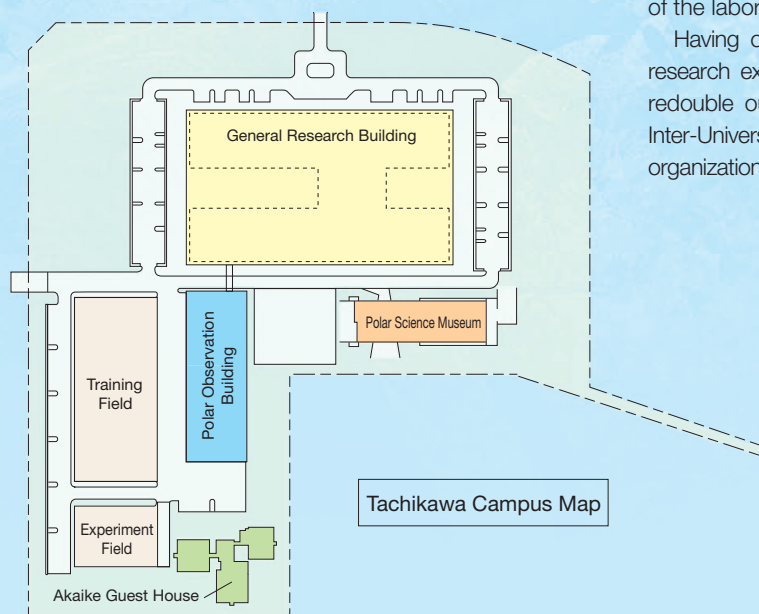 of the labor
Having c
research ex
redouble ou
Inter-Univers
organization
General Research Building
Polar Science Museum
Polar Observation
Building
Training
Field
Tachikawa Campus Map
Experiment
Field
Akaike Guest House